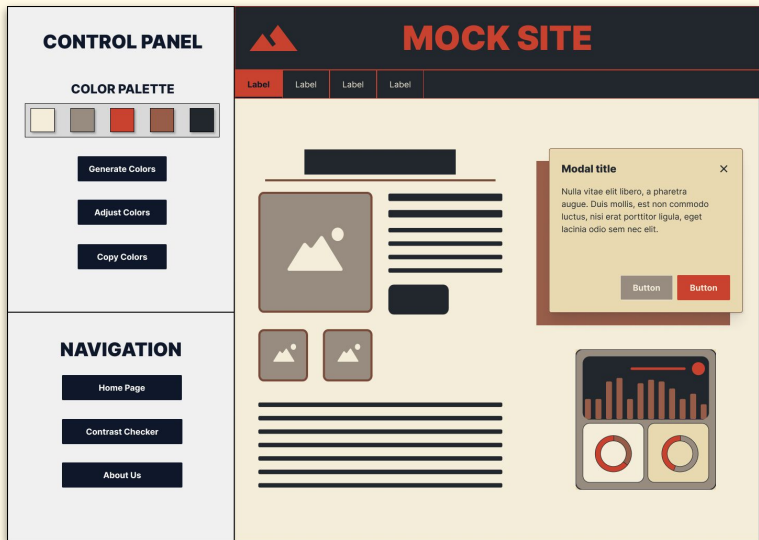 CONTROL PANEL
COLOR PALETTE
Generate Colors
Adjust Colors
Copy Colors
NAVIGATION
Home Page
Contrast Checker
About Us
MOCK SITE
Label Label Label Label
Modal title
Nulla vitae elit libero, a pharetra
augue. Duis mollis, est non commodo
luctus, nisi erat porttitor ligula, eget
lacinia odio sem nec elit.
Button Button